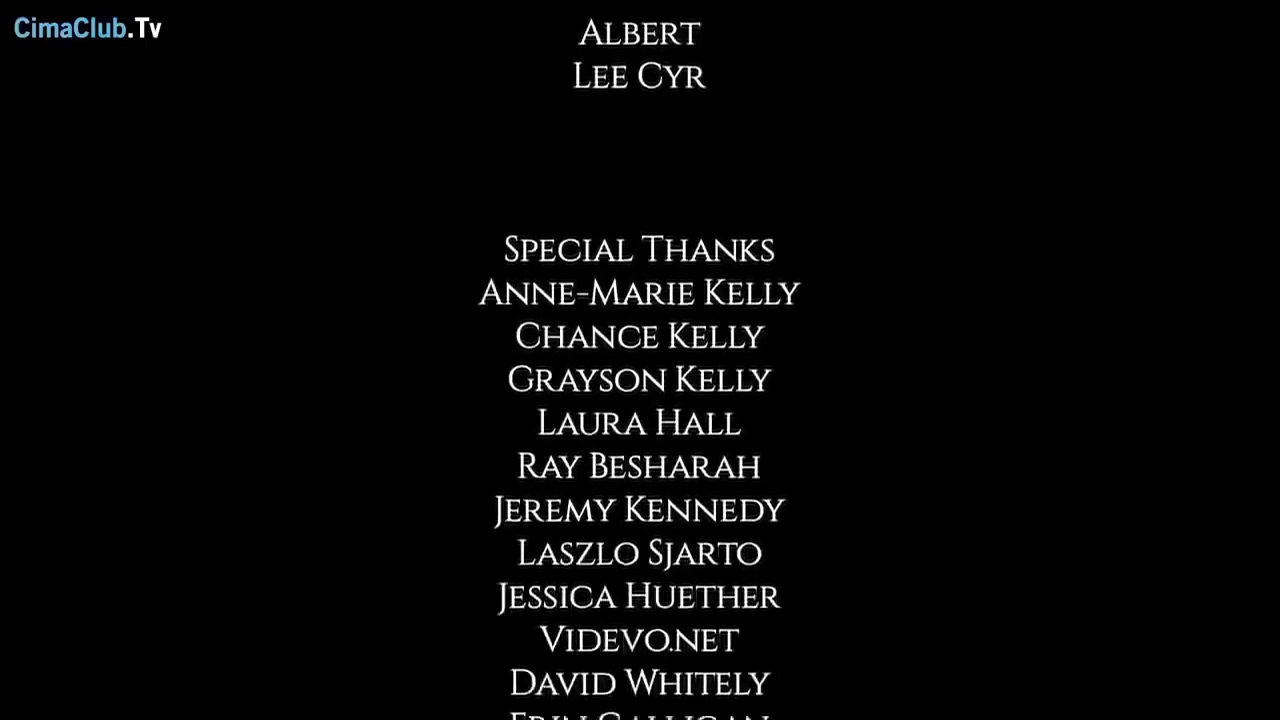 CimaClub.Tv
Albert
Lee Cyr
Special Thanks
Anne-Marie Kelly
Chance Kelly
Grayson Kelly
Laura Hall
Ray Besharah
Jeremy Kennedy
Laszlo Sjarto
Jessica Huether
Videvo.net
David Whitely